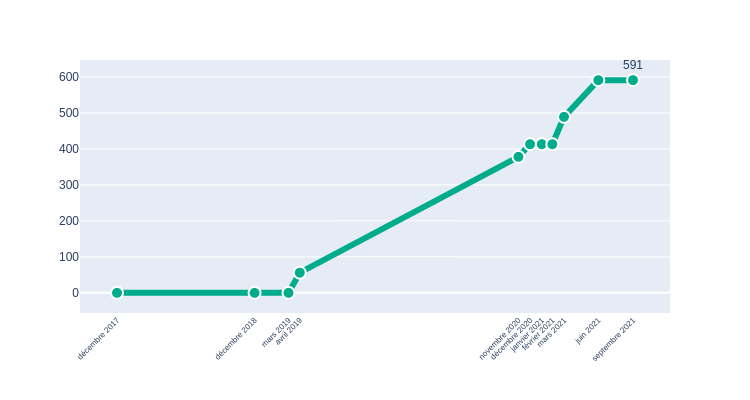 591
600
500
400
300
200
100
0
décembre 2017
décembre 2018
mars 2019
avril 2019
novembre 2020
décembre 2020
janvier 2021
février 2021
mars 2021
juin 2021
septembre 2021